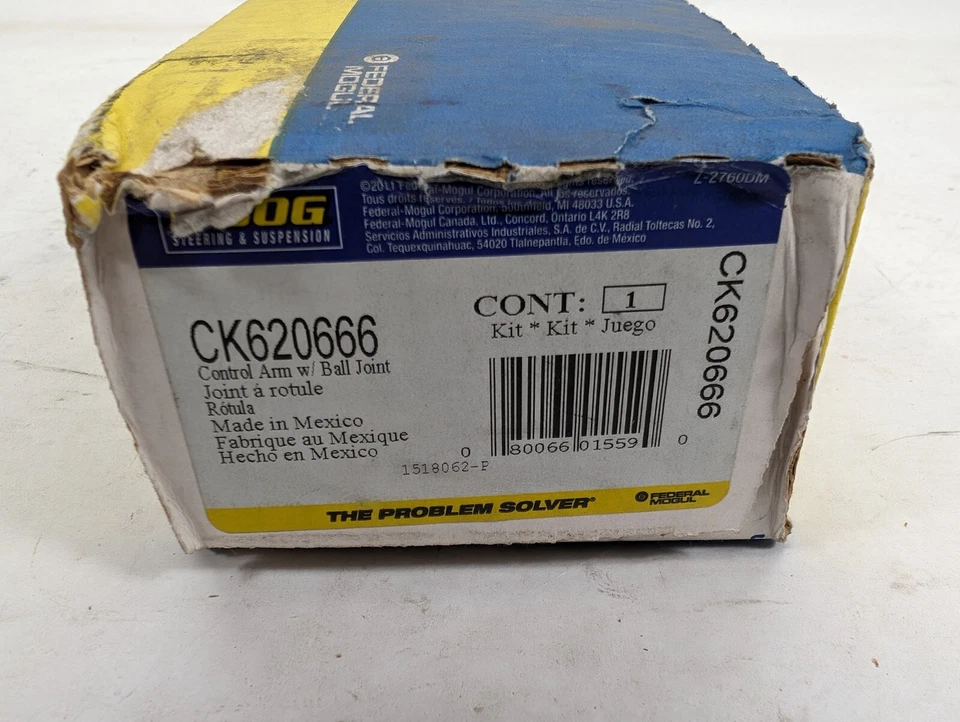 FEDERAL
MOGUL.
STEERING & SUSPENSION
©2011 Federal-Mogul Corporation. All rights reserved.
Tous droits réservés. / Todos
MI 48033 U.S.A.
Federal-Mogul Corporation,
Federal-Mogul Canada, Ltd., Concord, Ontario L4K 2R8
Servicios Administrativos Industriales, S.A. de C.V., Radial Toltecas No. 2,
Col. Tequexquinahuac, 54020 Tlalnepantla, Edo. de México
Z-2760DM
CK620666
Control Arm w/ Ball Joint
Joint á rotule
Rótula
Made in Mexico
Fabrique au Mexique
Hecho en Mexico
CONT: 1
Kit * Kit * Juego
0 80066 01559 0
1518062-P
CK620666
THE PROBLEM SOLVER®
FEDERAL
MOGUL